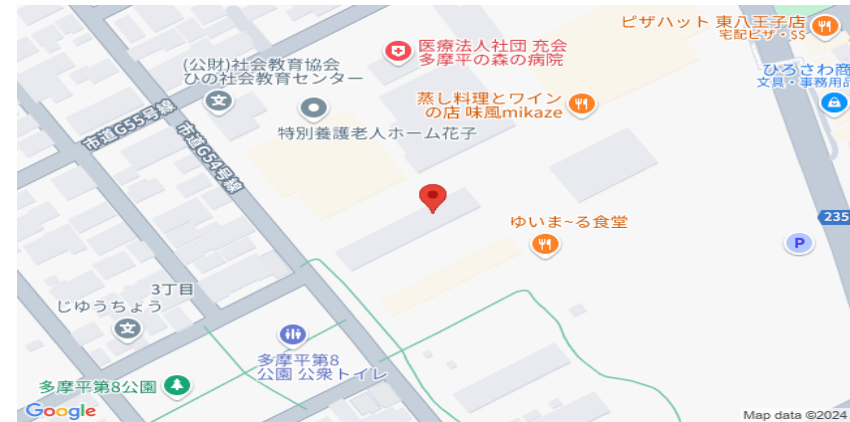 ピザハット 東八王子店
宅配ピザ・SS
医療法人社団 充会
多摩平の森の病院
(公財)社会教育協会
ひの社会教育センター
ひろさわ商
文具・事務用品
蒸し料理とワイン
の店 味風mikaze
市道G55号線
市道G54号線
特別養護老人ホーム花子
ゆいま~る食堂
235
P
3丁目
じゆうちょう
多摩平第8
公園 公衆トイレ
多摩平第8公園
Google
Map data ©2024